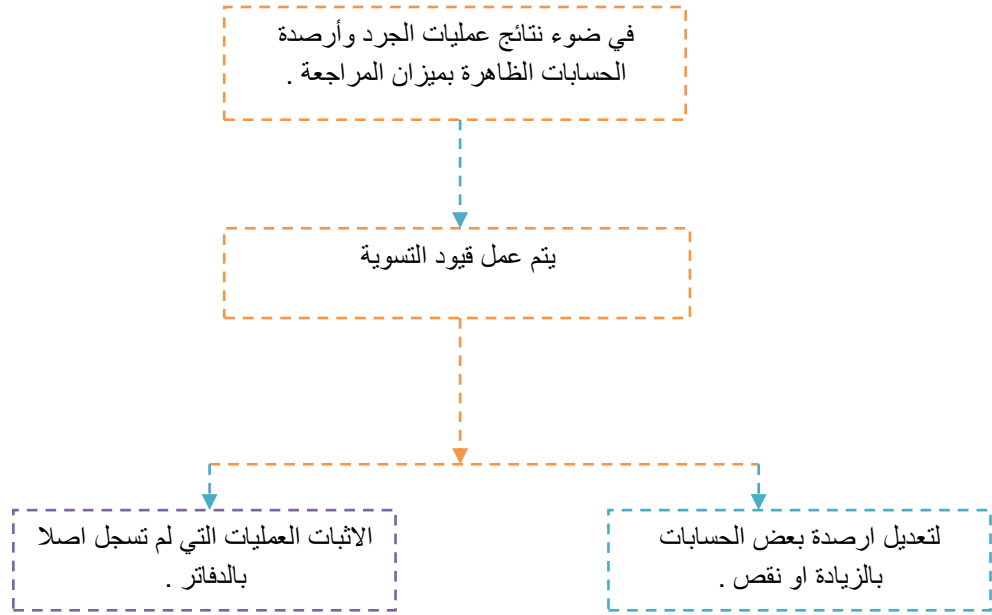 في ضوء نتائج عمليات الجرد وأرصدة
الحسابات الظاهرة بميزان المراجعة .
يتم عمل قيود التسوية
لتعديل ارصدة بعض الحسابات
بالزيادة او نقص .
الاثبات العمليات التي لم تسجل اصلا
بالدفاتر .